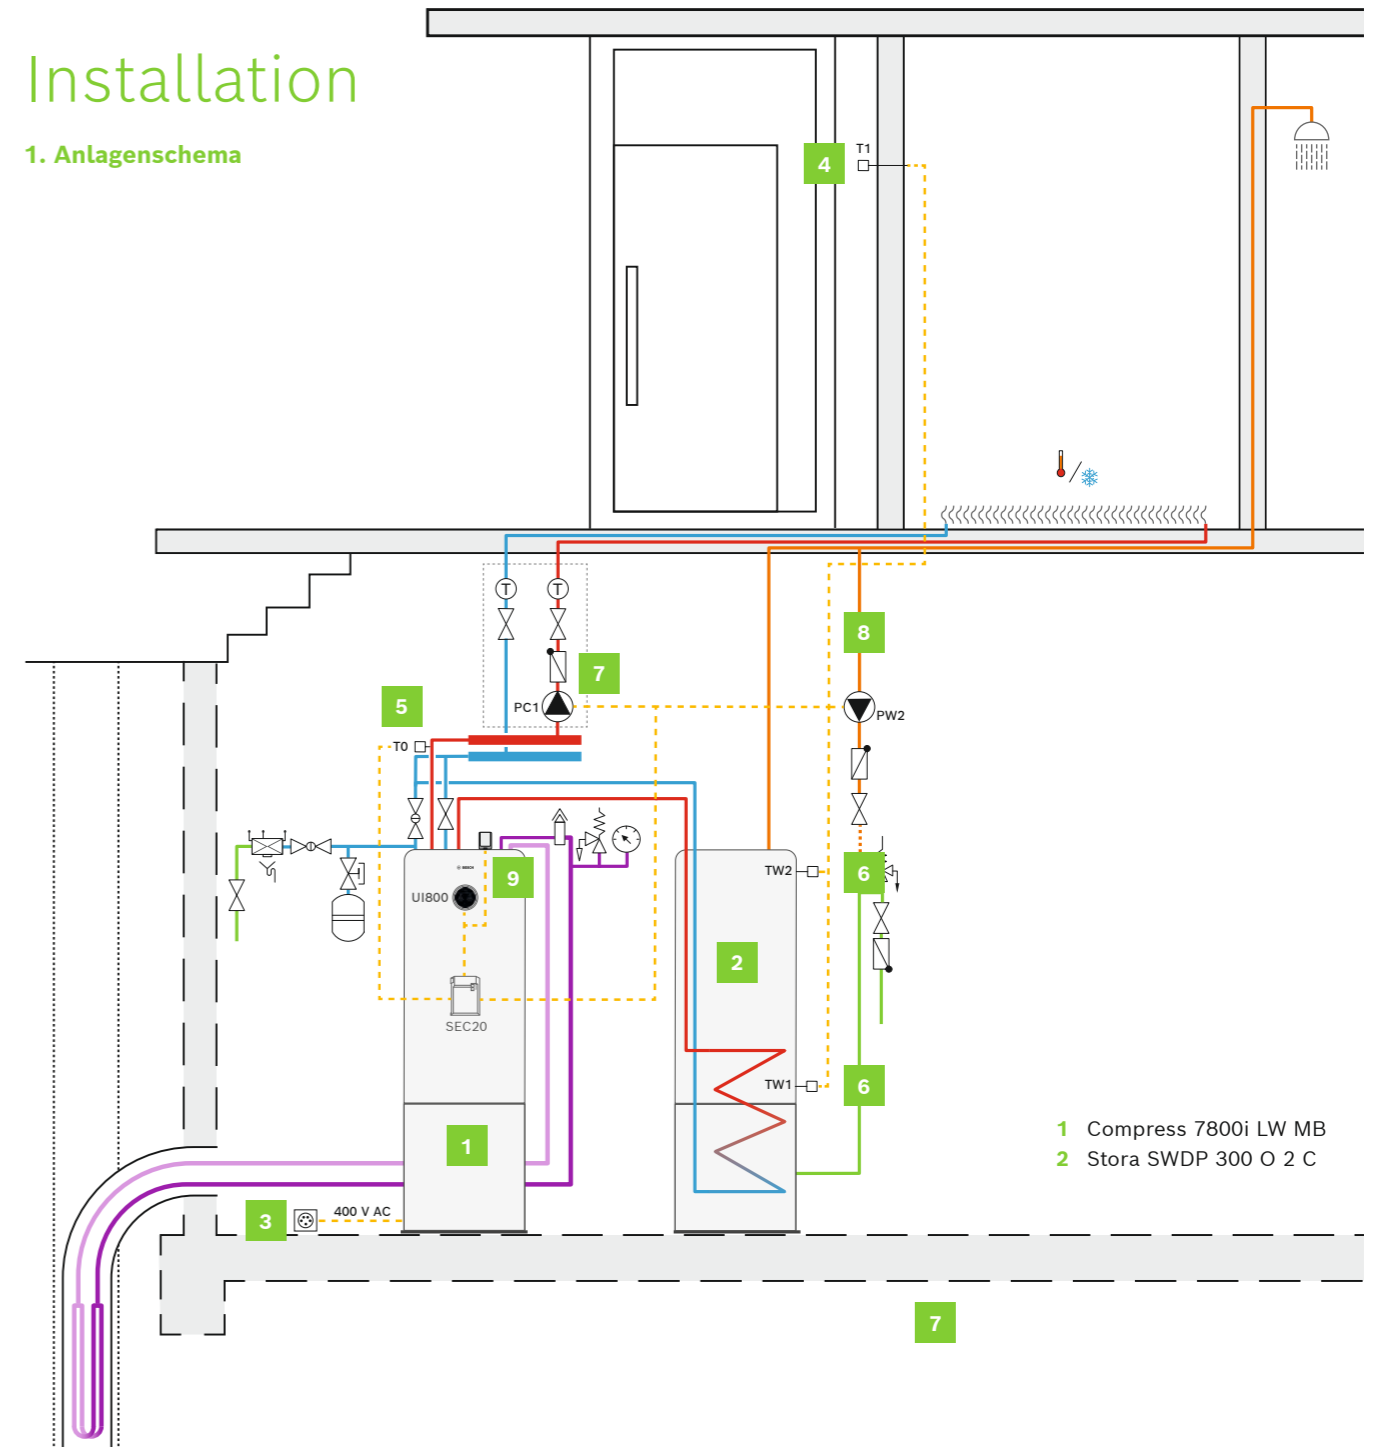 Installation
1. Anlagenschema
4
T1
T
T
8
7
5
PC1
PW2
T0
BOSCH
9
TW2
6
UI800
2
SEC20
TW1
6
1
1 Compress 7800i LW MB
2 Stora SWDP 300 O 2 C
3
400 V AC
7